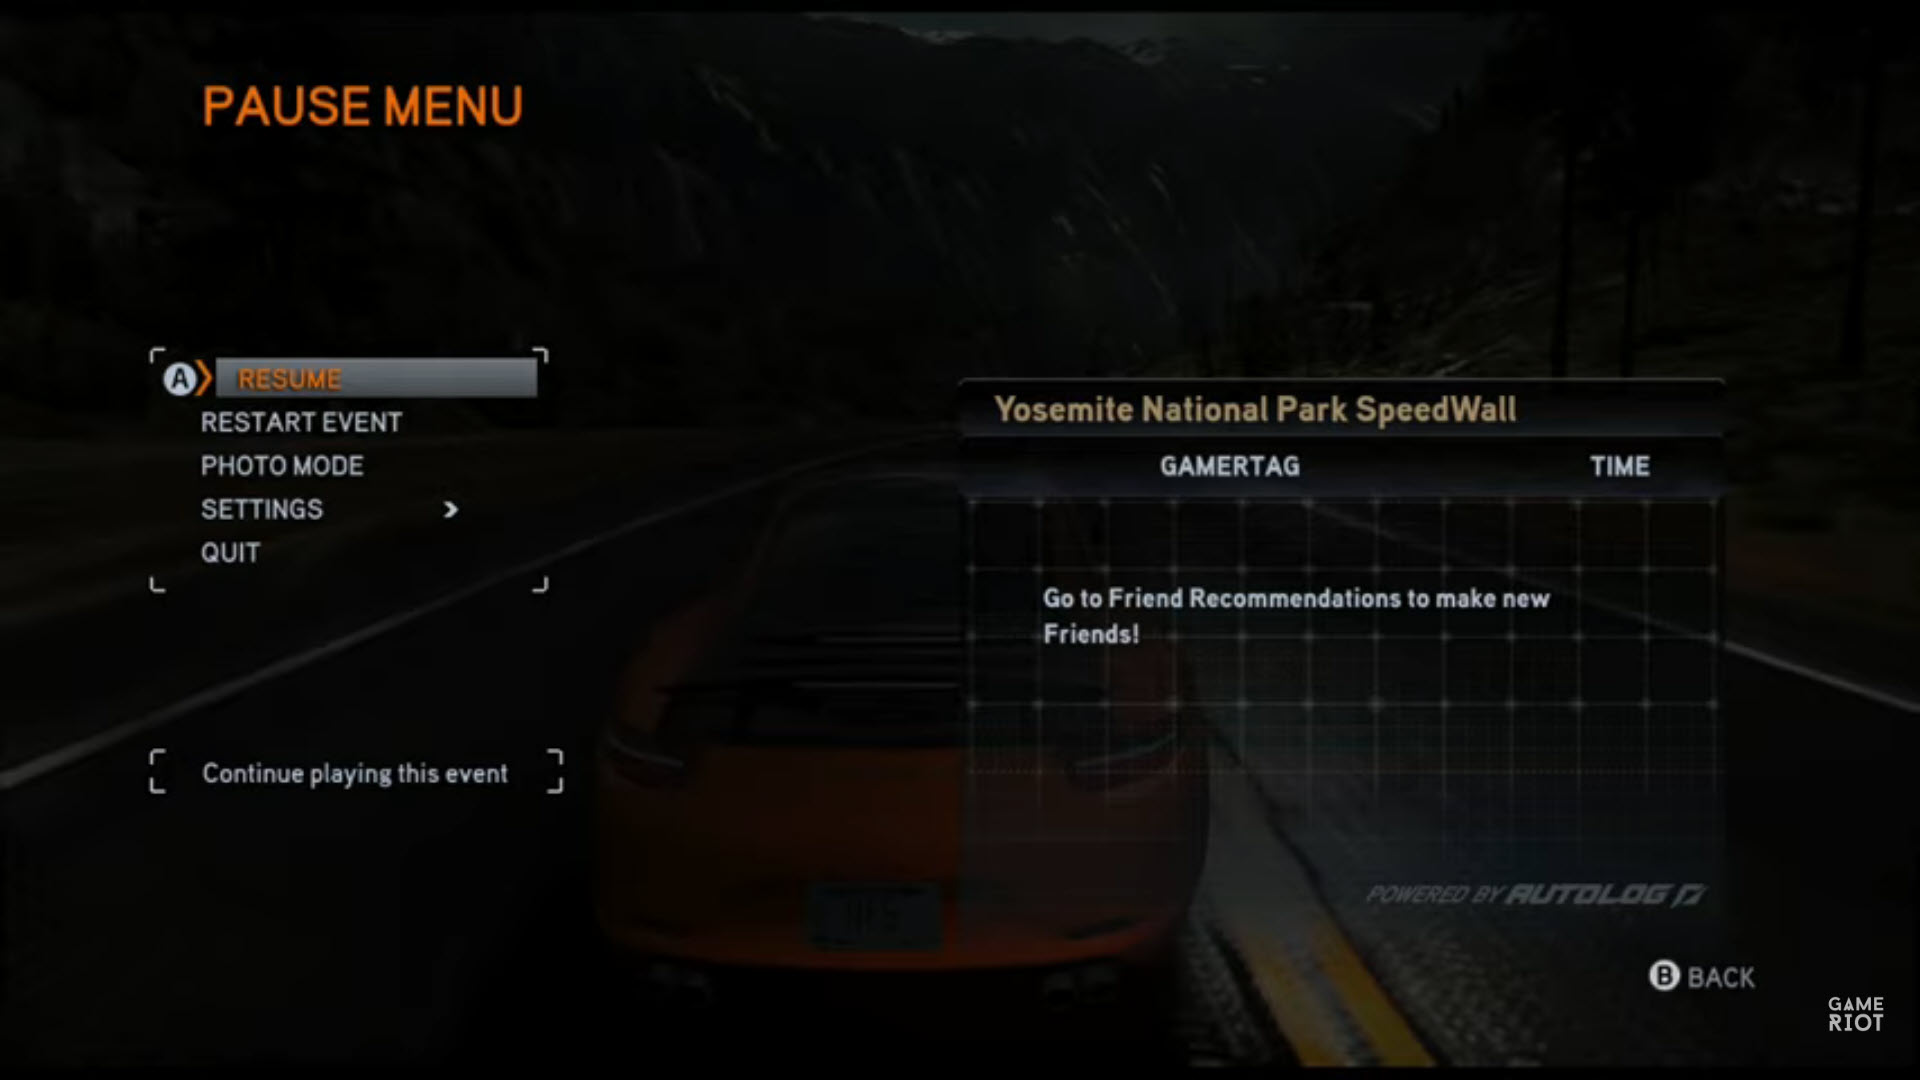 PAUSE MENU
A RESUME
RESTART EVENT
PHOTO MODE
SETTINGS
QUIT
Continue playing this event
Yosemite National Park SpeedWall
GAMERTAG TIME
Go to Friend Recommendations to make new
Friends!
NFS
POWERED BY AUTOLOG
B BACK
GAME
RIOT